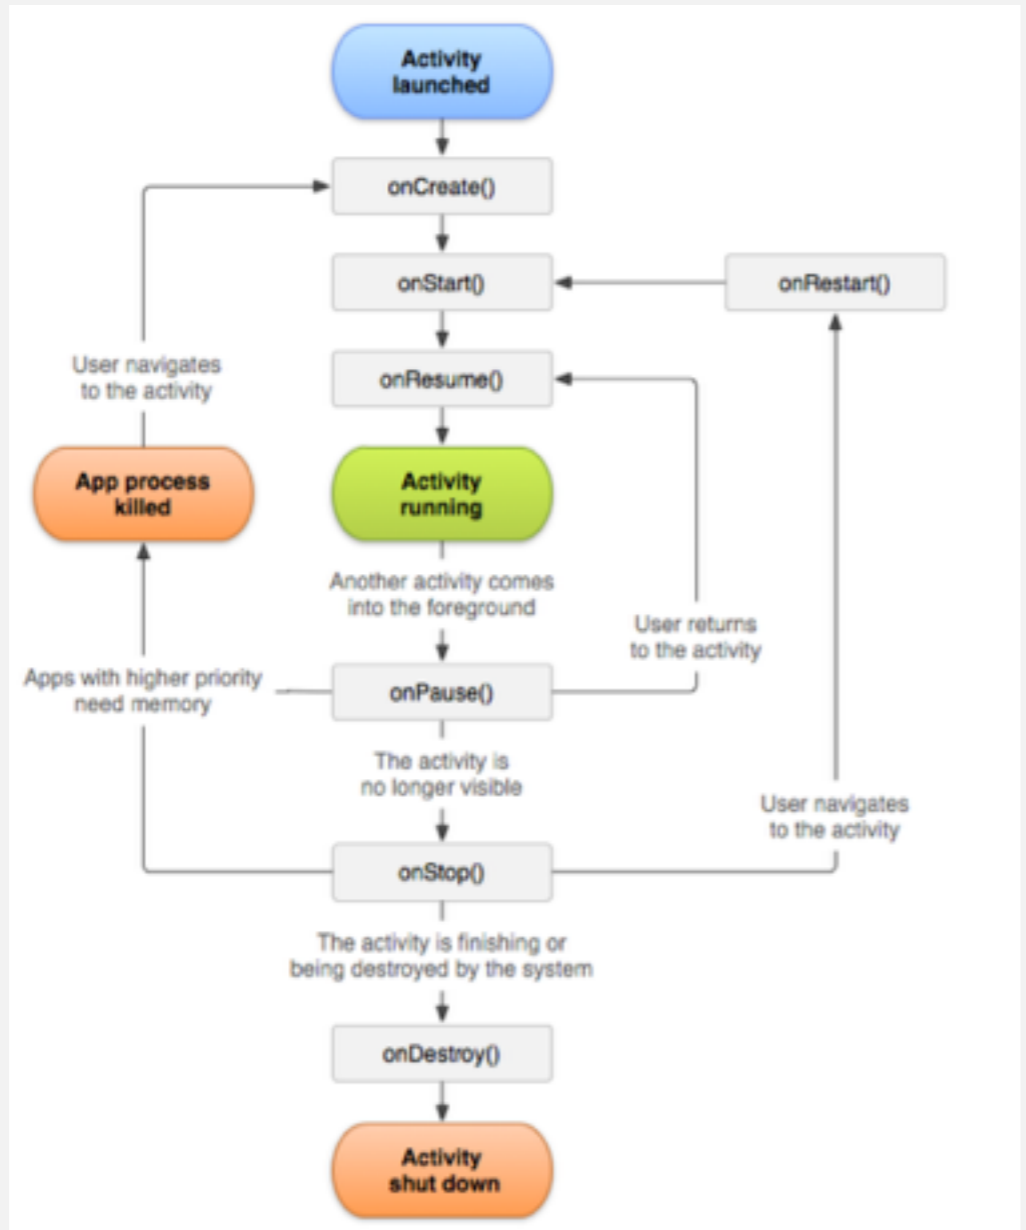 Activity
launched
onCreate()
onStart()
onRestart()
User navigates
to the activity
onResume()
App process
killed
Activity
running
Another activity comes
into the foreground
User returns
to the activity
Apps with higher priority
need memory
onPause()
The activity is
no longer visible
User navigates
to the activity
onStop()
The activity is finishing or
being destroyed by the system
onDestroy()
Activity
shut down